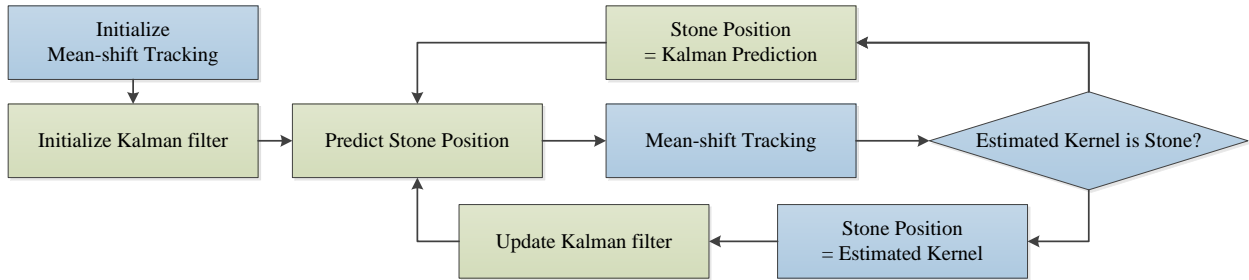 Initialize
Mean-shift Tracking
Stone Position
= Kalman Prediction
Initialize Kalman filter
Predict Stone Position
Mean-shift Tracking
Estimated Kernel is Stone?
Update Kalman filter
Stone Position
= Estimated Kernel